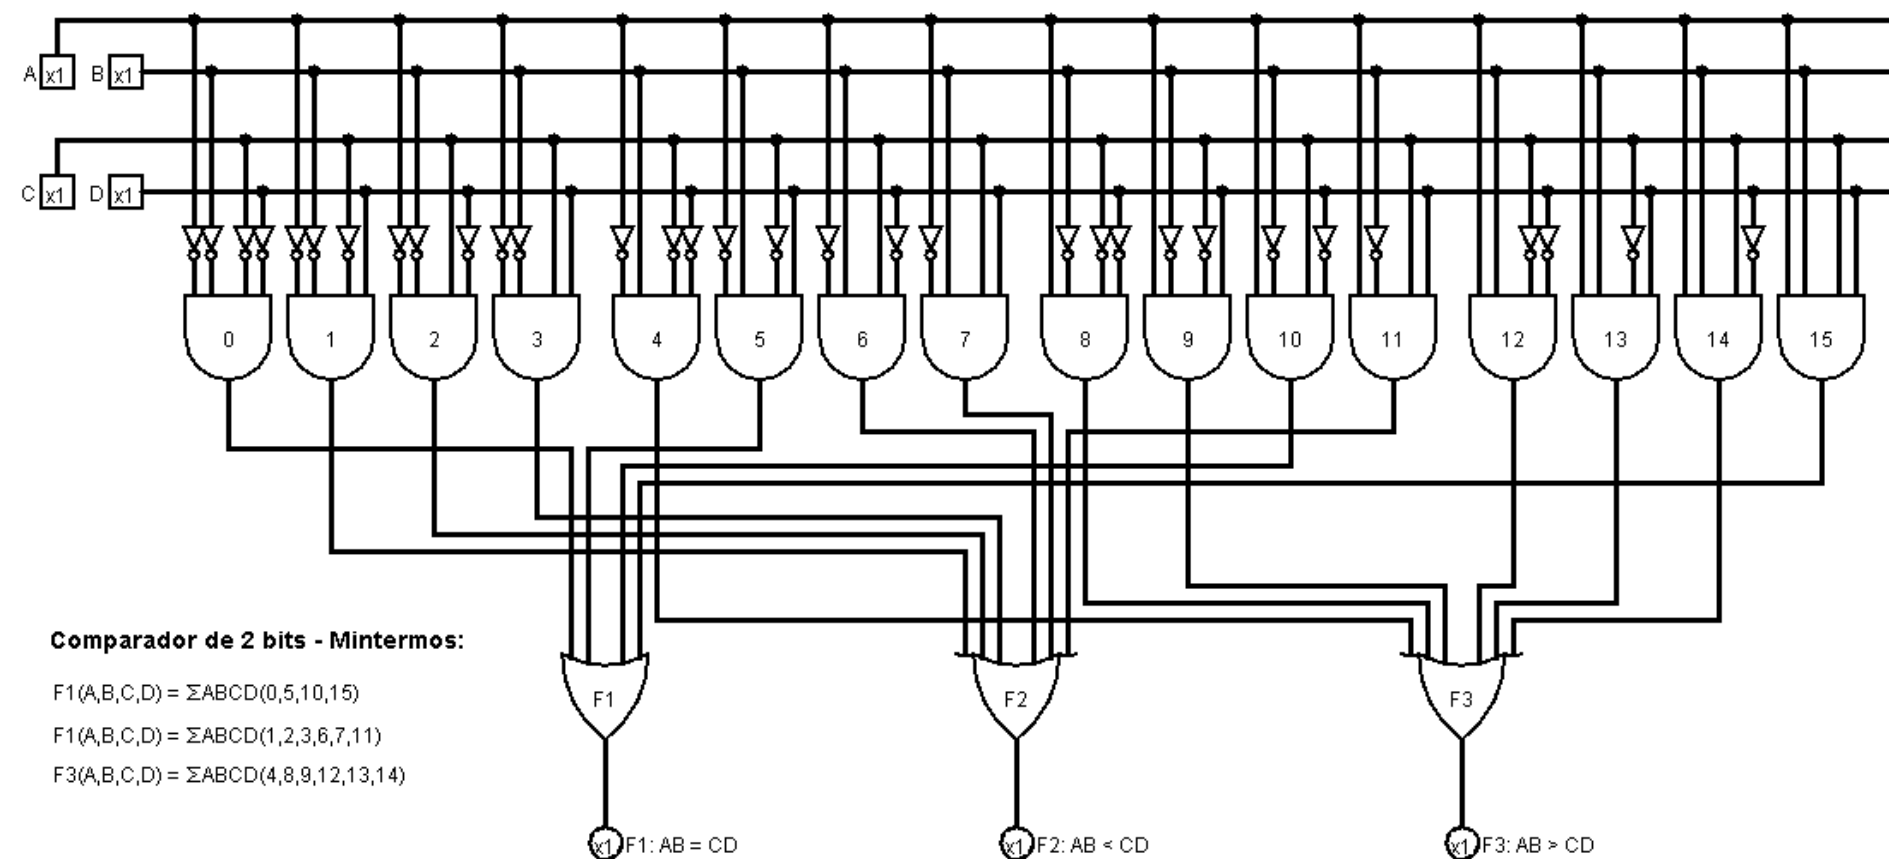 A x1 B x1
C x1 D x1
0 1 2 3 4 5 6 7 8 9 10 11 12 13 14 15
Comparador de 2 bits - Mintermos:
F1(A,B,C,D) = ΣABCD(0,5,10,15)
F1(A,B,C,D) = ΣABCD(1,2,3,6,7,11)
F3(A,B,C,D) = ΣABCD(4,8,9,12,13,14)
F1 F2 F3
x1 F1: AB = CD x1 F2: AB < CD x1 F3: AB > CD